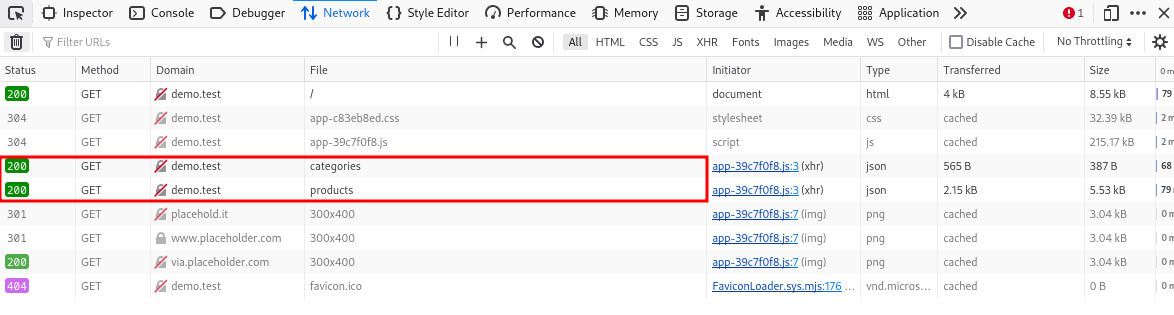 Inspector Console Debugger Network Style Editor Performance Memory Storage Accessibility Application 1
Filter URLs All HTML CSS JS XHR Fonts Images Media WS Other Disable Cache No Throttling
Status Method Domain File Initiator Type Transferred Size 0 m
200 GET demo.test / document html 4 kB 8.55 kB 79
304 GET demo.test app-c83eb8ed.css stylesheet css cached 32.39 kB 2 m
304 GET demo.test app-39c7f0f8.js script js cached 215.17 kB 2 m
200 GET demo.test categories app-39c7f0f8.js:3 (xhr) json 565 B 387 B 68
200 GET demo.test products app-39c7f0f8.js:3 (xhr) json 2.15 kB 5.53 kB 79
301 GET placehold.it 300x400 app-39c7f0f8.js:7 (img) png cached 3.04 kB 0 m
301 GET www.placeholder.com 300x400 app-39c7f0f8.js:7 (img) png cached 3.04 kB 0 m
200 GET via.placeholder.com 300x400 app-39c7f0f8.js:7 (img) png cached 3.04 kB 0 m
404 GET demo.test favicon.ico FaviconLoader.sys.mjs:176 ... vnd.micros... cached 0 B 0 m